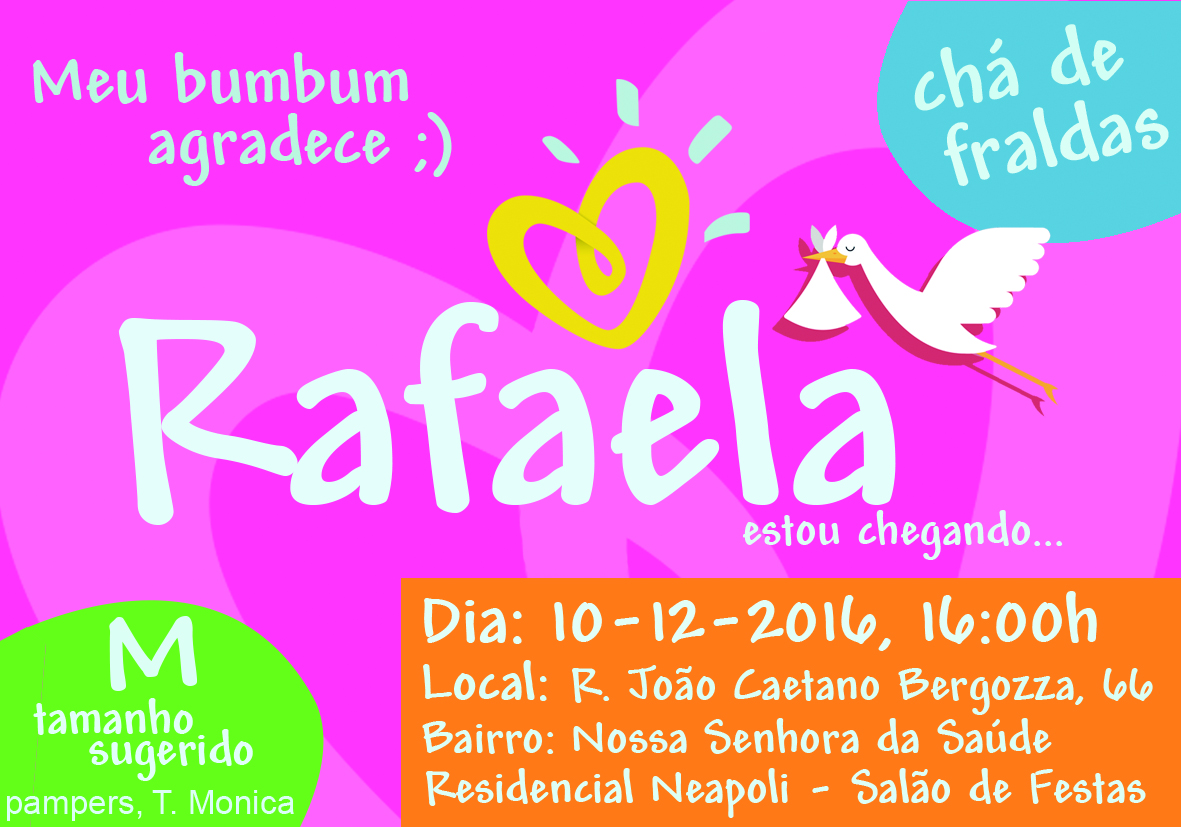 Meu bumbum
agradece ;)
chá de
fraldas
Rafaela
estou chegando...
M
tamanho
sugerido
pampers, T. Monica
Dia: 10-12-2016, 16:00h
Local: R. João Caetano Bergozza, 66
Bairro: Nossa Senhora da Saúde
Residencial Neapoli - Salão de Festas